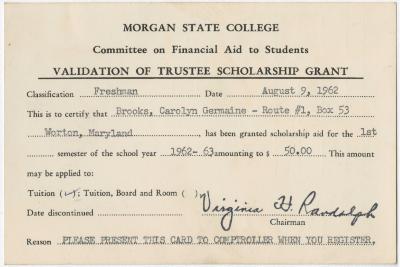 MORGAN STATE COLLEGE
Committee on Financial Aid to Students
VALIDATION OF TRUSTEE SCHOLARSHIP GRANT
Classification Freshman Date August 9, 1962
This is to certify that Brooks, Carolyn Germaine - Route #1, Box 53
Worton, Maryland, has been granted scholarship aid for the 1st
semester of the school year 1962-63 amounting to $ 50.00 This amount
may be applied to:
Tuition (✓); Tuition, Board and Room ( )
Date discontinued Virginia H. Randolph
Chairman
Reason PLEASE PRESENT THIS CARD TO COMPTROLLER WHEN YOU REGISTER.